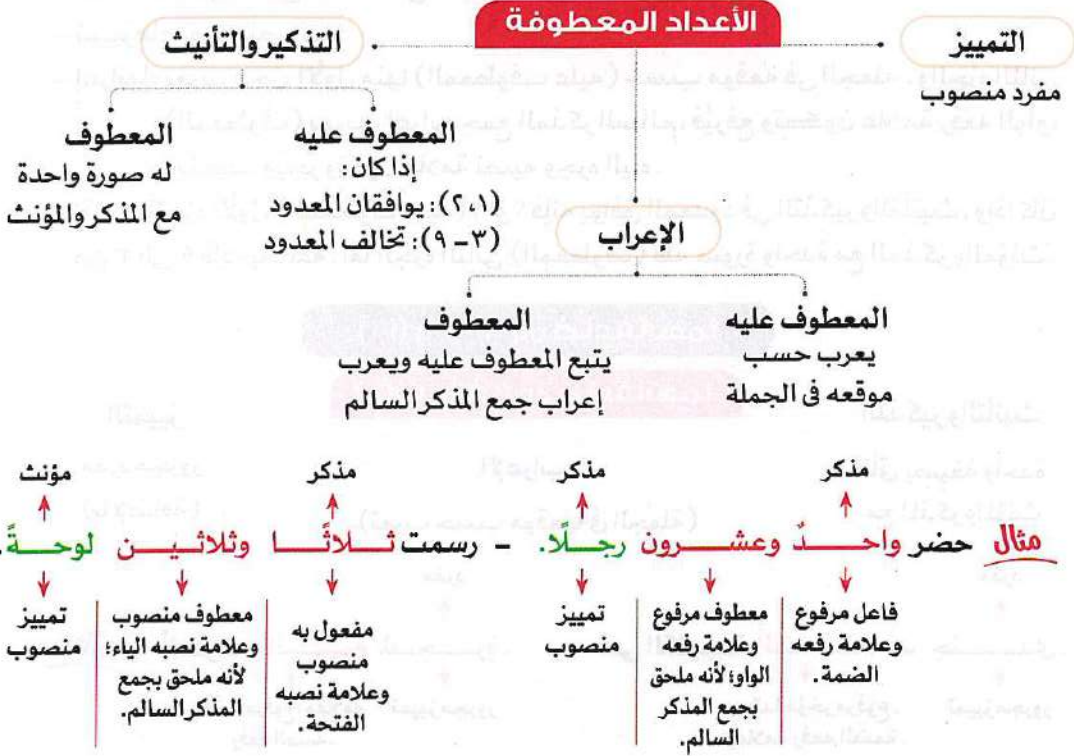 الأعداد المعطوفة
التمييز
مفرد منصوب
التذكير والتأنيث
المعطوف عليه
إذا كان:
(٢،١): يوافقان المعدود
(٣ – ٩): تخالف المعدود
المعطوف
له صورة واحدة
مع المذكر والمؤنث
الإعراب
المعطوف عليه
يعرب حسب
موقعه فى الجملة
المعطوف
يتبع المعطوف عليه ويعرب
إعراب جمع المذكر السالم
مذكر مذكر مذكر مؤنث
مثال حضر واحدٌ وعشرون رجلًا. – رسمت ثلاثًا وثلاثين لوحةً.
فاعل مرفوع
وعلامة رفعه
الضمة.
معطوف مرفوع
وعلامة رفعه
الواو؛ لأنه ملحق
بجمع المذكر
السالم.
تمييز
منصوب
مفعول به
منصوب
وعلامة نصبه
الفتحة.
معطوف منصوب
وعلامة نصبه الياء؛
لأنه ملحق بجمع
المذكر السالم.
تمييز
منصوب